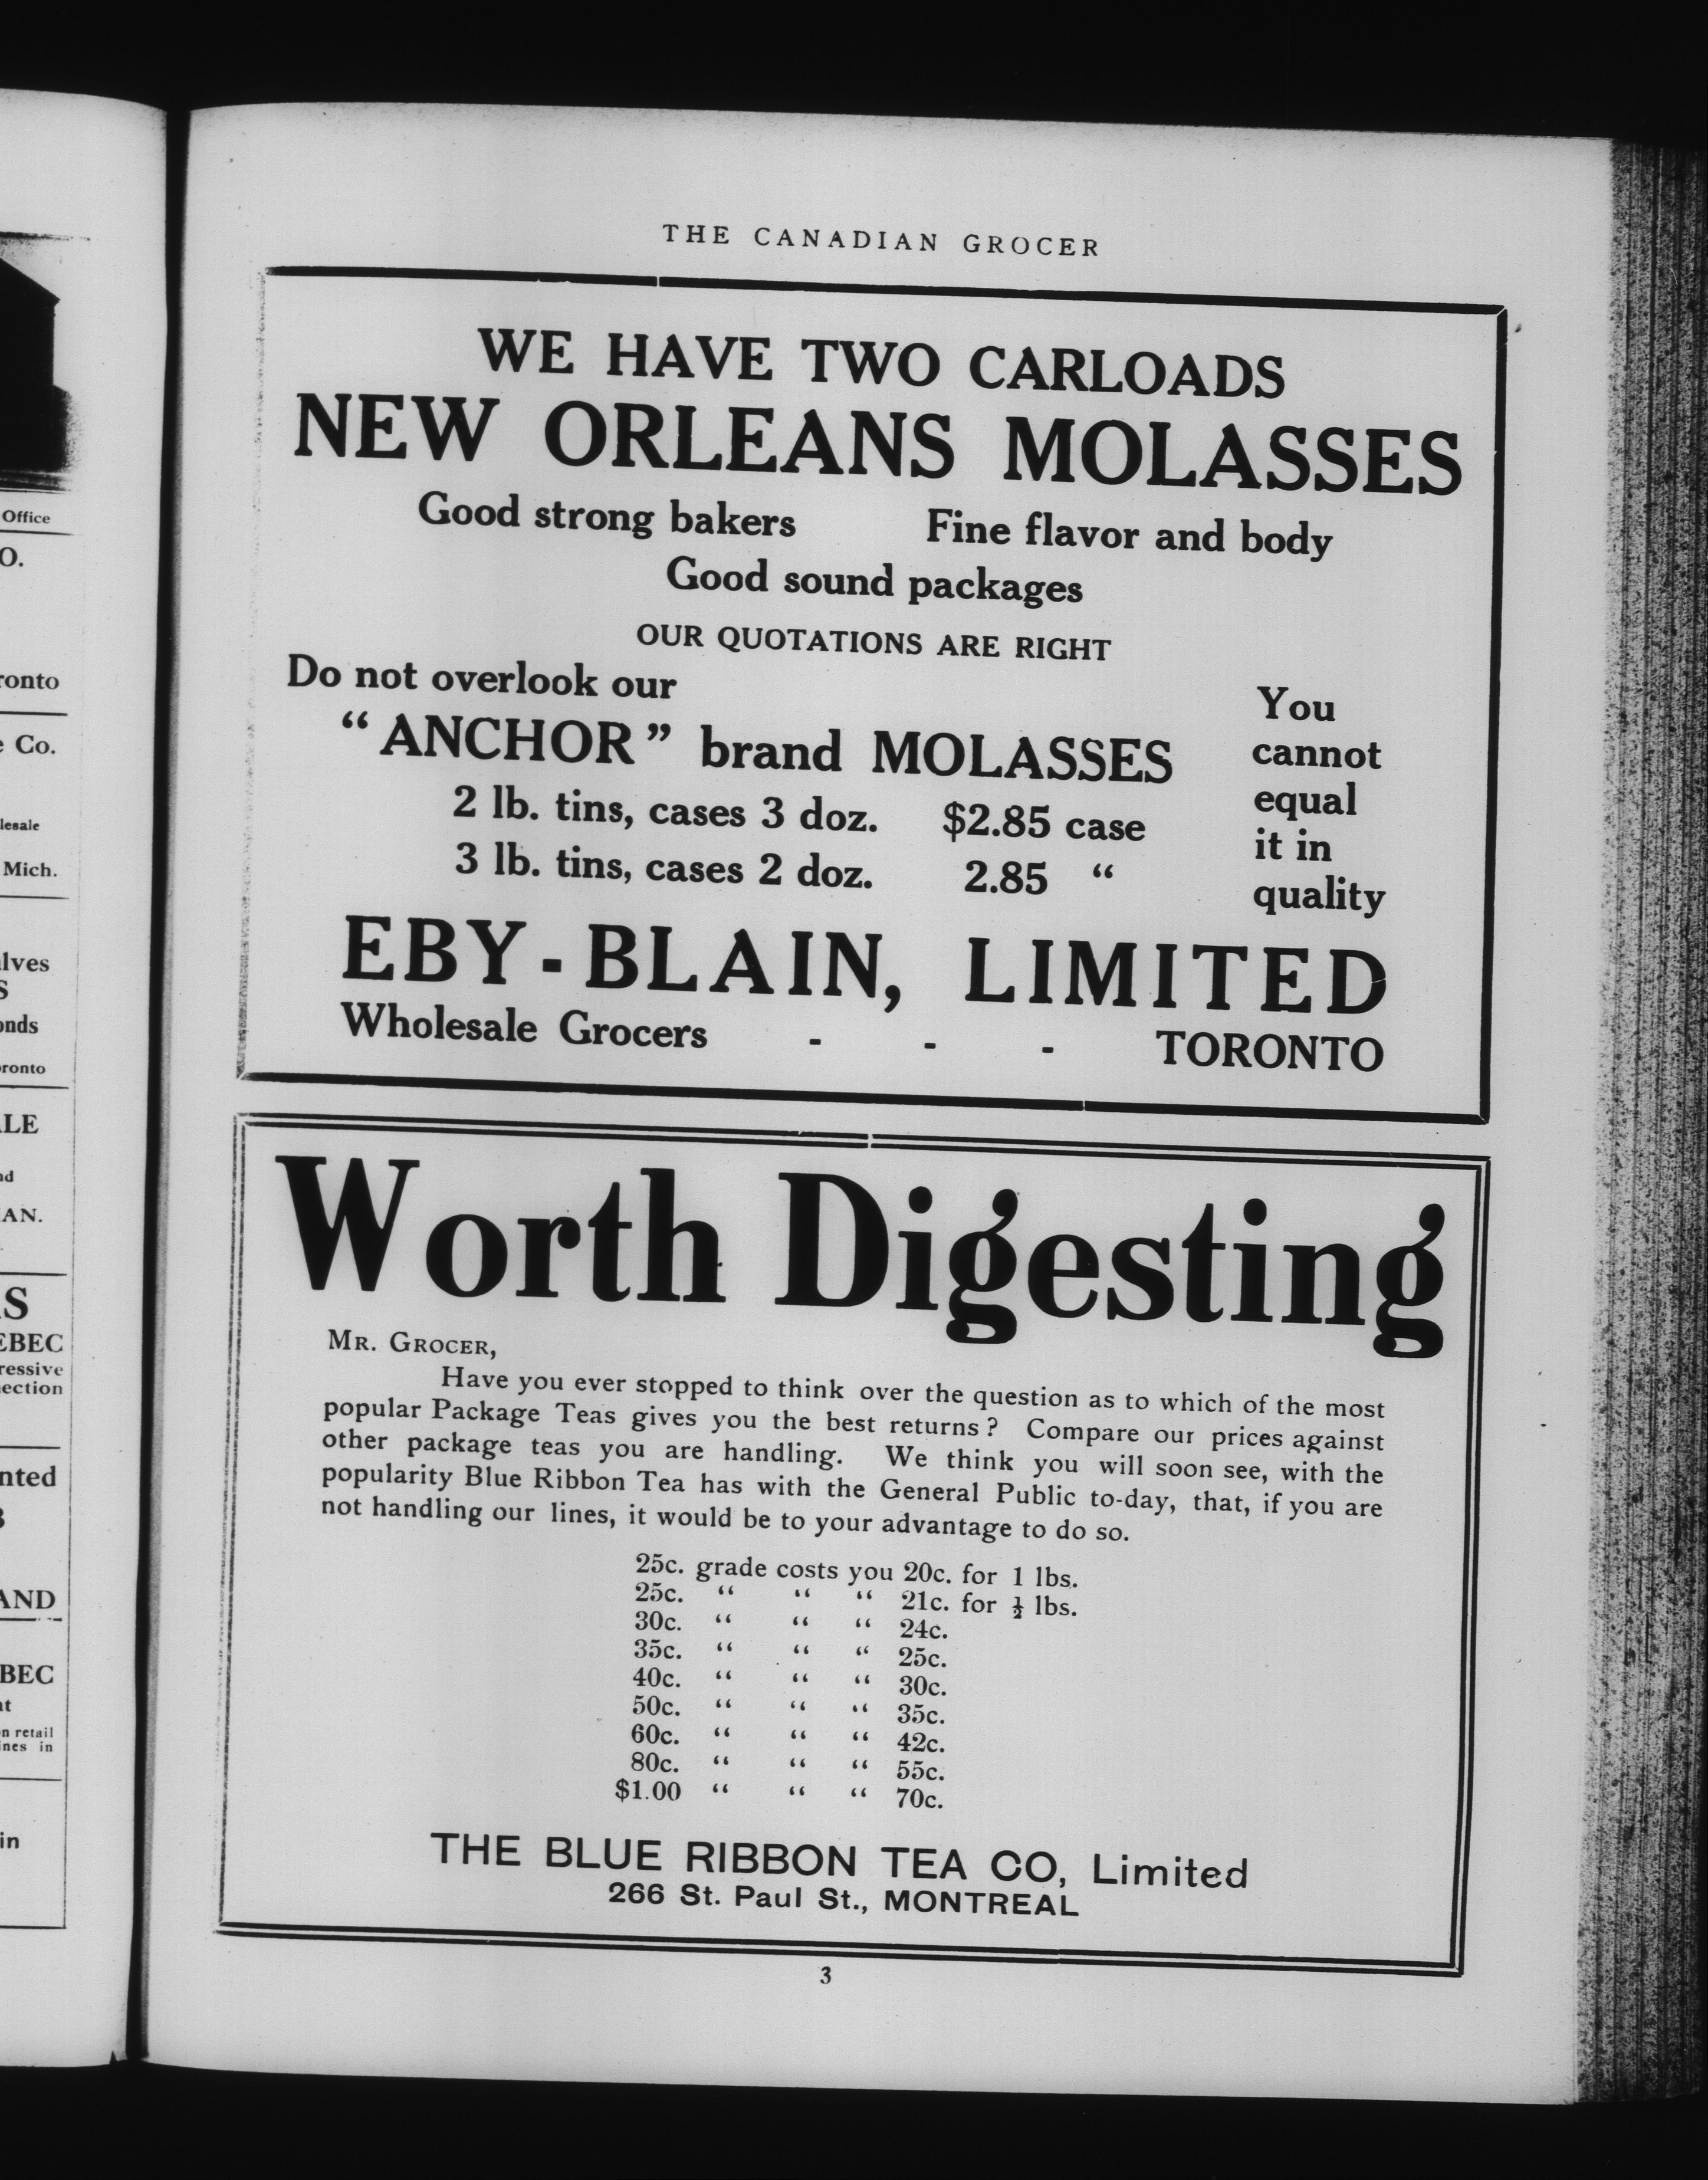 Office
O.
ronto
Co.
lesale
Mich.
lves
S
onds
ronto
LE
nd
AN.
S
EBEC
ressive
ection
nted
AND
BEC
at
n retail
ines in
in
THE CANADIAN GROCER
WE HAVE TWO CARLOADS
NEW ORLEANS MOLASSES
Good strong bakers Fine flavor and body
Good sound packages
OUR QUOTATIONS ARE RIGHT
Do not overlook our
"ANCHOR" brand MOLASSES
2 lb. tins, cases 3 doz. $2.85 case
3 lb. tins, cases 2 doz. 2.85 "
You
cannot
equal
it in
quality
EBY-BLAIN, LIMITED
Wholesale Grocers - - - TORONTO
Worth Digesting
MR. GROCER,
Have you ever stopped to think over the question as to which of the most
popular Package Teas gives you the best returns? Compare our prices against
other package teas you are handling. We think you will soon see, with the
popularity Blue Ribbon Tea has with the General Public to-day, that, if you are
not handling our lines, it would be to your advantage to do so.
25c. grade costs you 20c. for 1 lbs.
25c. " " " 21c. for ½ lbs.
30c. " " " 24c.
35c. " " " 25c.
40c. " " " 30c.
50c. " " " 35c.
60c. " " " 42c.
80c. " " " 55c.
$1.00 " " " 70c.
THE BLUE RIBBON TEA CO, Limited
266 St. Paul St., MONTREAL
3